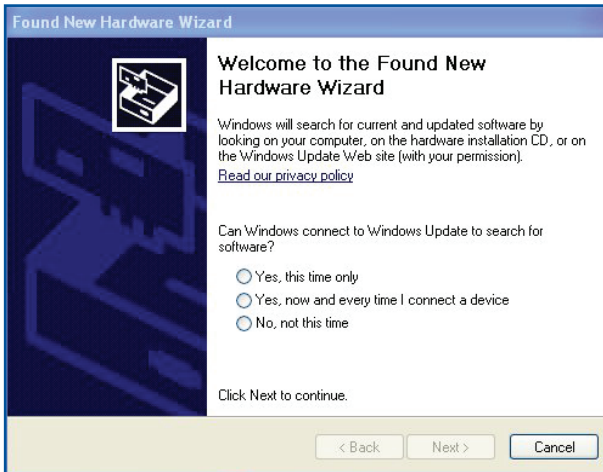 Found New Hardware Wizard
Welcome to the Found New
Hardware Wizard
Windows will search for current and updated software by
looking on your computer, on the hardware installation CD, or on
the Windows Update Web site (with your permission).
Read our privacy policy
Can Windows connect to Windows Update to search for
software?
Yes, this time only
Yes, now and every time I connect a device
No, not this time
Click Next to continue.
< Back Next > Cancel